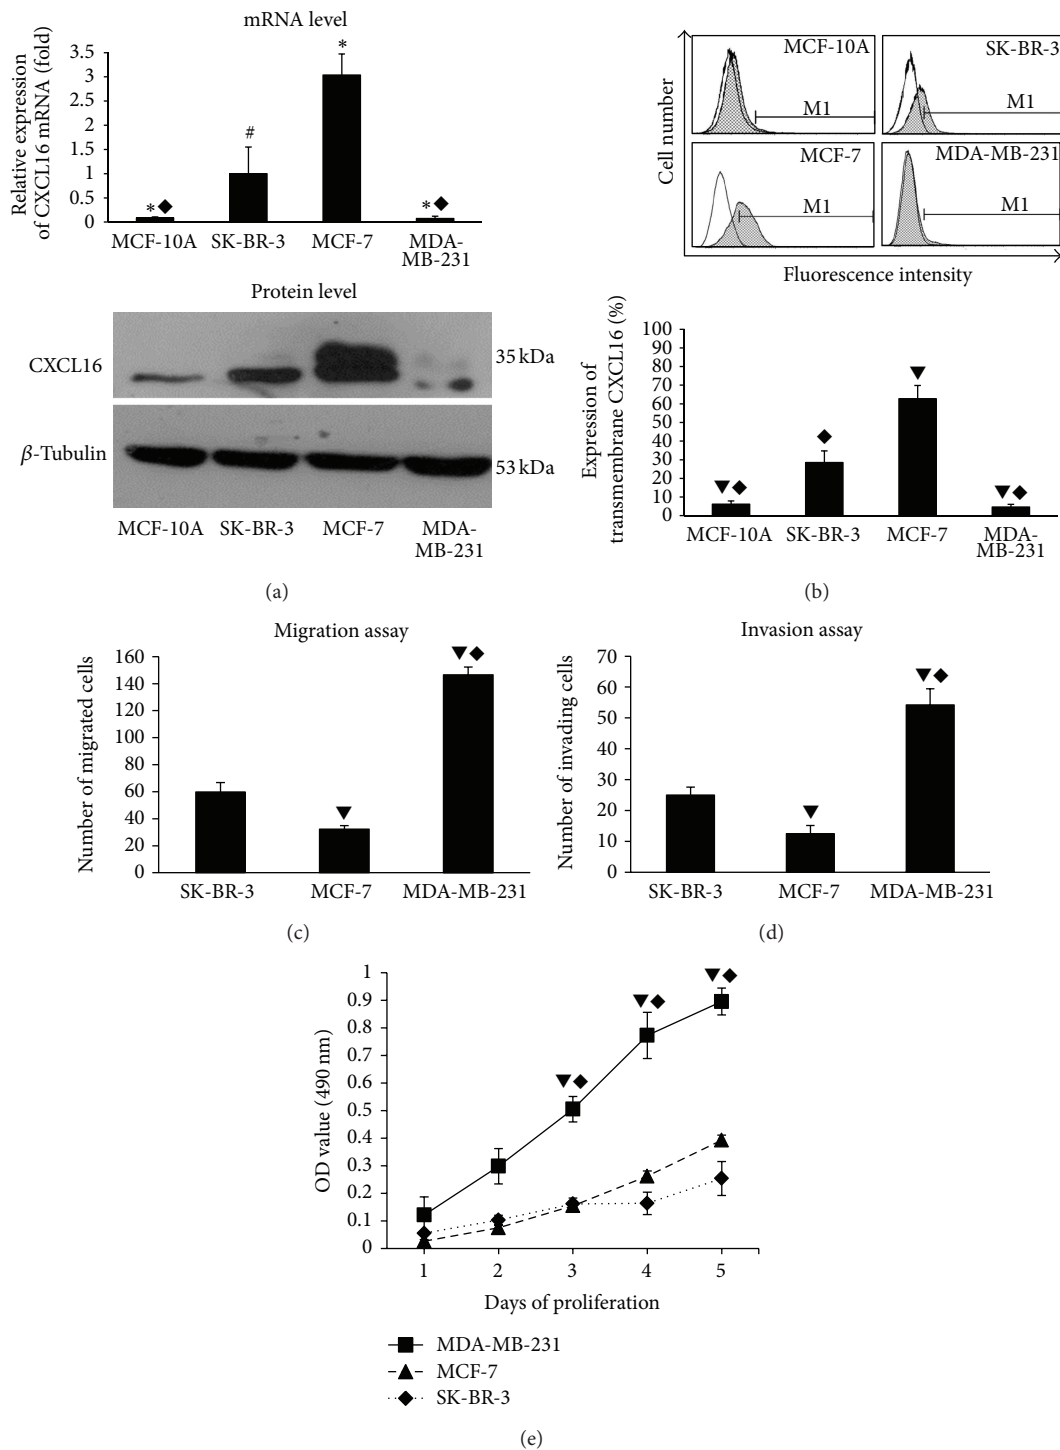 mRNA level
Relative expression
of CXCL16 mRNA (fold)
3.5
3
2.5
2
1.5
1
0.5
0
*
#
*
*
MCF-10A
SK-BR-3
MCF-7
MDA-
MB-231
Protein level
CXCL16
35 kDa
β-Tubulin
53 kDa
MCF-10A
SK-BR-3
MCF-7
MDA-
MB-231
(a)
Cell number
MCF-10A
M1
SK-BR-3
M1
MCF-7
M1
MDA-MB-231
M1
Fluorescence intensity
Expression of
transmembrane CXCL16 (%)
100
90
80
70
60
50
40
30
20
10
0
MCF-10A
SK-BR-3
MCF-7
MDA-
MB-231
(b)
Migration assay
Number of migrated cells
160
140
120
100
80
60
40
20
0
SK-BR-3
MCF-7
MDA-MB-231
(c)
Invasion assay
Number of invading cells
70
60
50
40
30
20
10
0
SK-BR-3
MCF-7
MDA-MB-231
(d)
OD value (490 nm)
1
0.9
0.8
0.7
0.6
0.5
0.4
0.3
0.2
0.1
0
1
2
3
4
5
Days of proliferation
MDA-MB-231
MCF-7
SK-BR-3
(e)